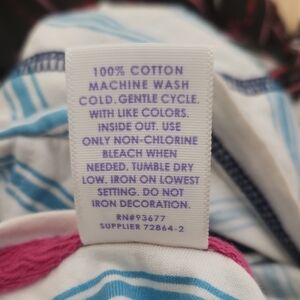 100% COTTON
MACHINE WASH
COLD. GENTLE CYCLE.
WITH LIKE COLORS.
INSIDE OUT. USE
ONLY NON-CHLORINE
BLEACH WHEN
NEEDED. TUMBLE DRY
LOW. IRON ON LOWEST
SETTING. DO NOT
IRON DECORATION.
RN#93677
SUPPLIER 72864-2